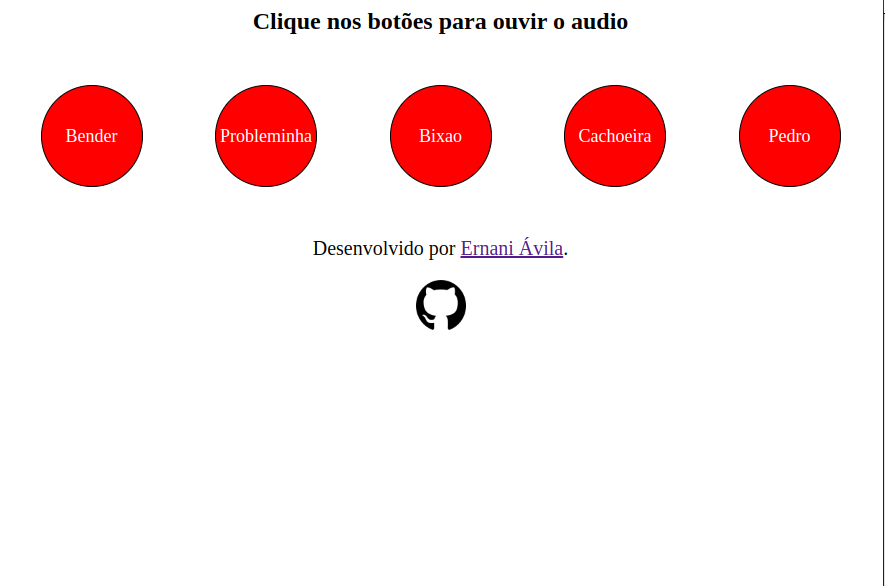 Clique nos botões para ouvir o audio
Bender
Probleminha
Bixao
Cachoeira
Pedro
Desenvolvido por Ernani Ávila.